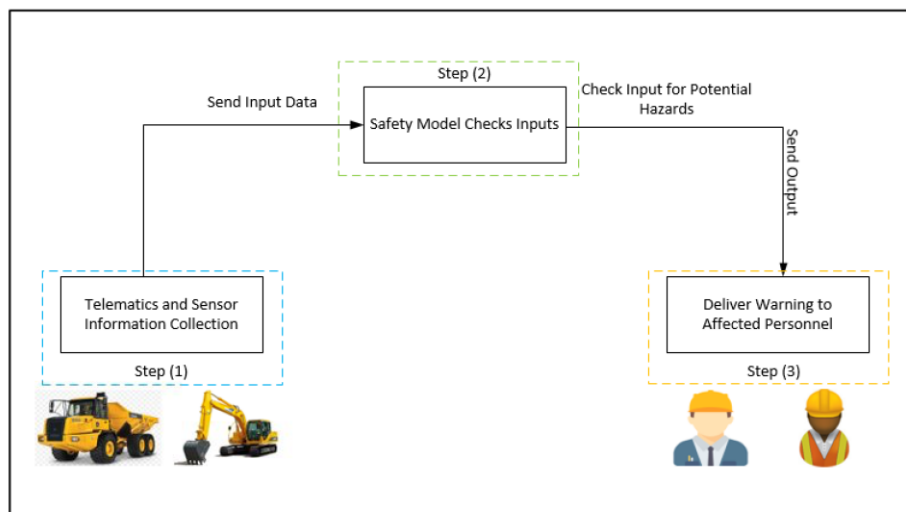 Step (2)
Send Input Data
Safety Model Checks Inputs
Check Input for Potential
Hazards
Send Output
Telematics and Sensor
Information Collection
Step (1)
Deliver Warning to
Affected Personnel
Step (3)